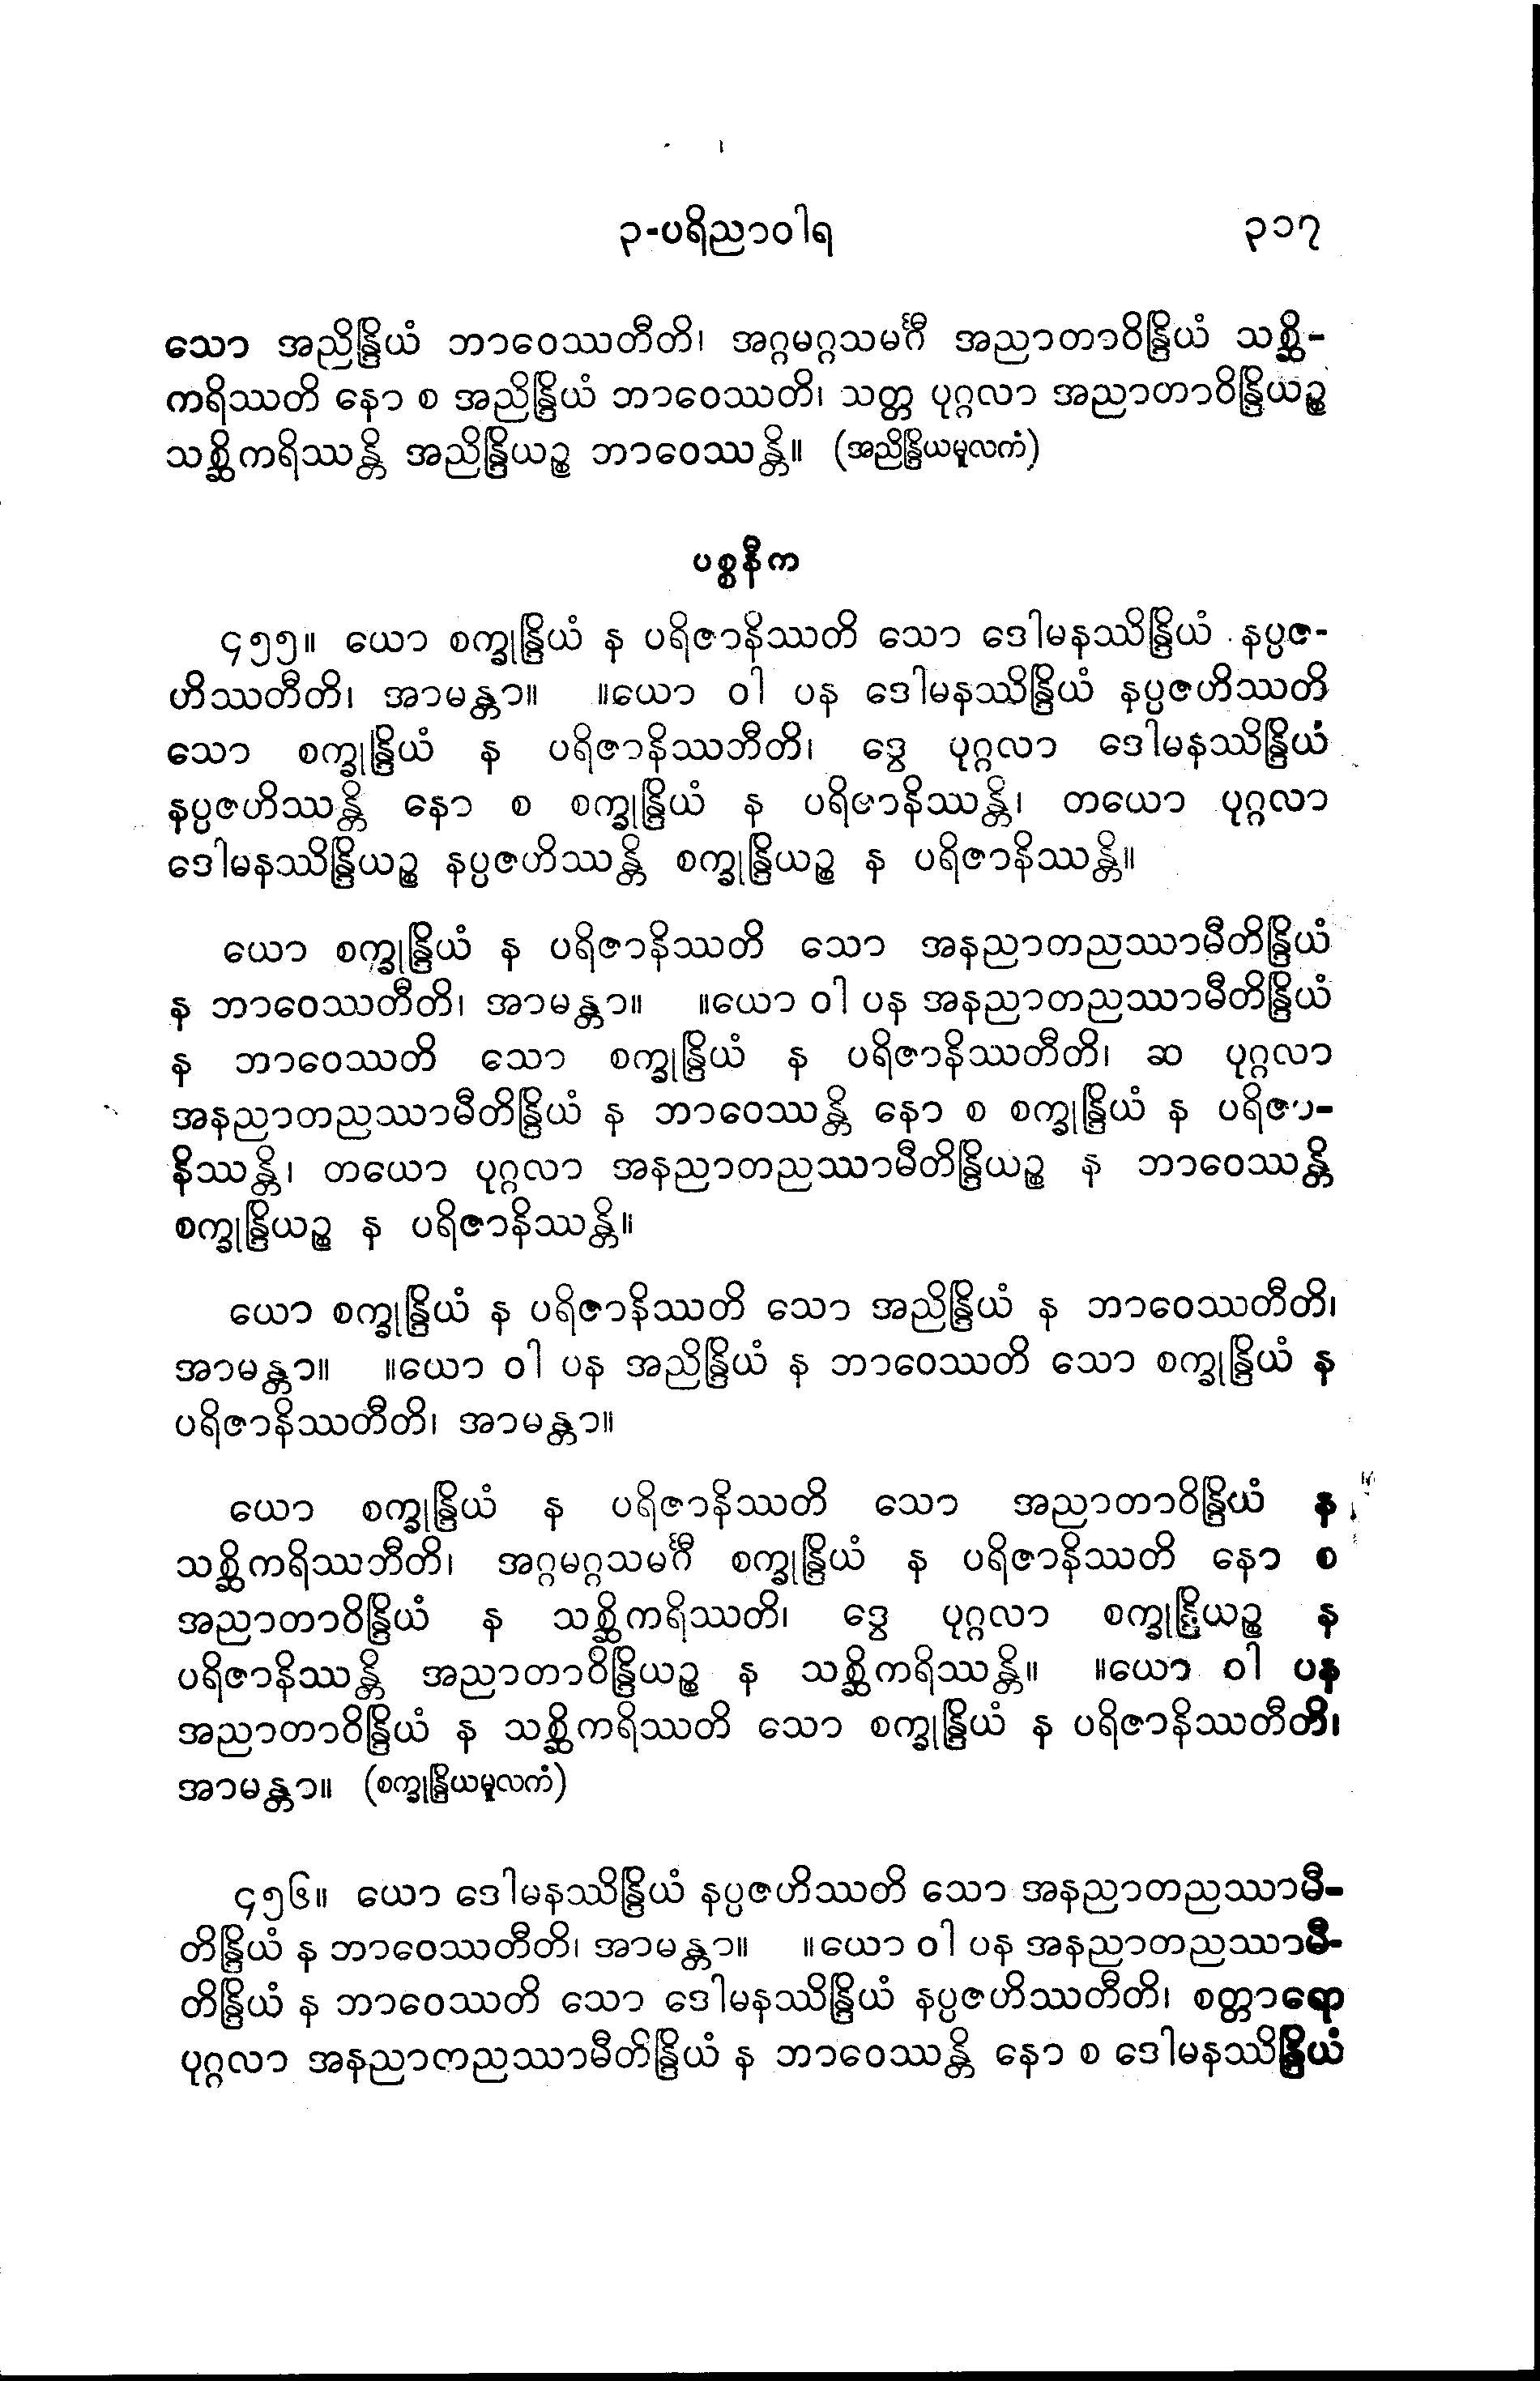 ၃-ပရိညာဝါရ ၃၁၇
သော အညိန္ဒြိယံ ဘာဝေဿတီတိ၊ အဂ္ဂမဂ္ဂသမင်္ဂီ အညာတာဝိန္ဒြိယံ သစ္ဆိ-
ကရိဿတိ နော စ အညိန္ဒြိယံ ဘာဝေဿတိ၊ သတ္တ ပုဂ္ဂလာ အညာတာဝိန္ဒြိယဉ္စ
သစ္ဆိကရိဿန္တိ အညိန္ဒြိယဉ္စ ဘာဝေဿန္တိ။ (အညိန္ဒြိယမူလကံ)
ပစ္စနီက
၄၅၅။ ယော စက္ခုန္ဒြိယံ န ပရိဇာနိဿတိ သော ဒေါမနဿိန္ဒြိယံ နပ္ပဇ-
ဟိဿတီတိ၊ အာမန္တာ။ ။ယော ဝါ ပန ဒေါမနဿိန္ဒြိယံ နပ္ပဇဟိဿတိ
သော စက္ခုန္ဒြိယံ န ပရိဇာနိဿတီတိ၊ ဒွေ ပုဂ္ဂလာ ဒေါမနဿိန္ဒြိယံ
နပ္ပဇဟိဿန္တိ နော စ စက္ခုန္ဒြိယံ န ပရိဇာနိဿန္တိ၊ တယော ပုဂ္ဂလာ
ဒေါမနဿိန္ဒြိယဉ္စ နပ္ပဇဟိဿန္တိ စက္ခုန္ဒြိယဉ္စ န ပရိဇာနိဿန္တိ။
ယော စက္ခုန္ဒြိယံ န ပရိဇာနိဿတိ သော အနညာတညဿာမီတိန္ဒြိယံ
န ဘာဝေဿတီတိ၊ အာမန္တာ။ ။ယော ဝါ ပန အနညာတညဿာမီတိန္ဒြိယံ
န ဘာဝေဿတိ သော စက္ခုန္ဒြိယံ န ပရိဇာနိဿတီတိ၊ ဆ ပုဂ္ဂလာ
အနညာတညဿာမီတိန္ဒြိယံ န ဘာဝေဿန္တိ နော စ စက္ခုန္ဒြိယံ န ပရိဇာ-
နိဿန္တိ၊ တယော ပုဂ္ဂလာ အနညာတညဿာမီတိန္ဒြိယဉ္စ န ဘာဝေဿန္တိ
စက္ခုန္ဒြိယဉ္စ န ပရိဇာနိဿန္တိ။
ယော စက္ခုန္ဒြိယံ န ပရိဇာနိဿတိ သော အညိန္ဒြိယံ န ဘာဝေဿတီတိ၊
အာမန္တာ။ ။ယော ဝါ ပန အညိန္ဒြိယံ န ဘာဝေဿတိ သော စက္ခုန္ဒြိယံ န
ပရိဇာနိဿတီတိ၊ အာမန္တာ။
ယော စက္ခုန္ဒြိယံ န ပရိဇာနိဿတိ သော အညာတာဝိန္ဒြိယံ န
သစ္ဆိကရိဿတီတိ၊ အဂ္ဂမဂ္ဂသမင်္ဂီ စက္ခုန္ဒြိယံ န ပရိဇာနိဿတိ နော စ
အညာတာဝိန္ဒြိယံ န သစ္ဆိကရိဿတိ၊ ဒွေ ပုဂ္ဂလာ စက္ခုန္ဒြိယဉ္စ န
ပရိဇာနိဿန္တိ အညာတာဝိန္ဒြိယဉ္စ န သစ္ဆိကရိဿန္တိ။ ။ယော ဝါ ပန
အညာတာဝိန္ဒြိယံ န သစ္ဆိကရိဿတိ သော စက္ခုန္ဒြိယံ န ပရိဇာနိဿတီတိ၊
အာမန္တာ။ (စက္ခုန္ဒြိယမူလကံ)
၄၅၆။ ယော ဒေါမနဿိန္ဒြိယံ နပ္ပဇဟိဿတိ သော အနညာတညဿာမီ-
တိန္ဒြိယံ န ဘာဝေဿတီတိ၊ အာမန္တာ။ ။ယော ဝါ ပန အနညာတညဿာမီ-
တိန္ဒြိယံ န ဘာဝေဿတိ သော ဒေါမနဿိန္ဒြိယံ နပ္ပဇဟိဿတီတိ၊ စတ္တာရော
ပုဂ္ဂလာ အနညာတညဿာမီတိန္ဒြိယံ န ဘာဝေဿန္တိ နော စ ဒေါမနဿိန္ဒြိယံ